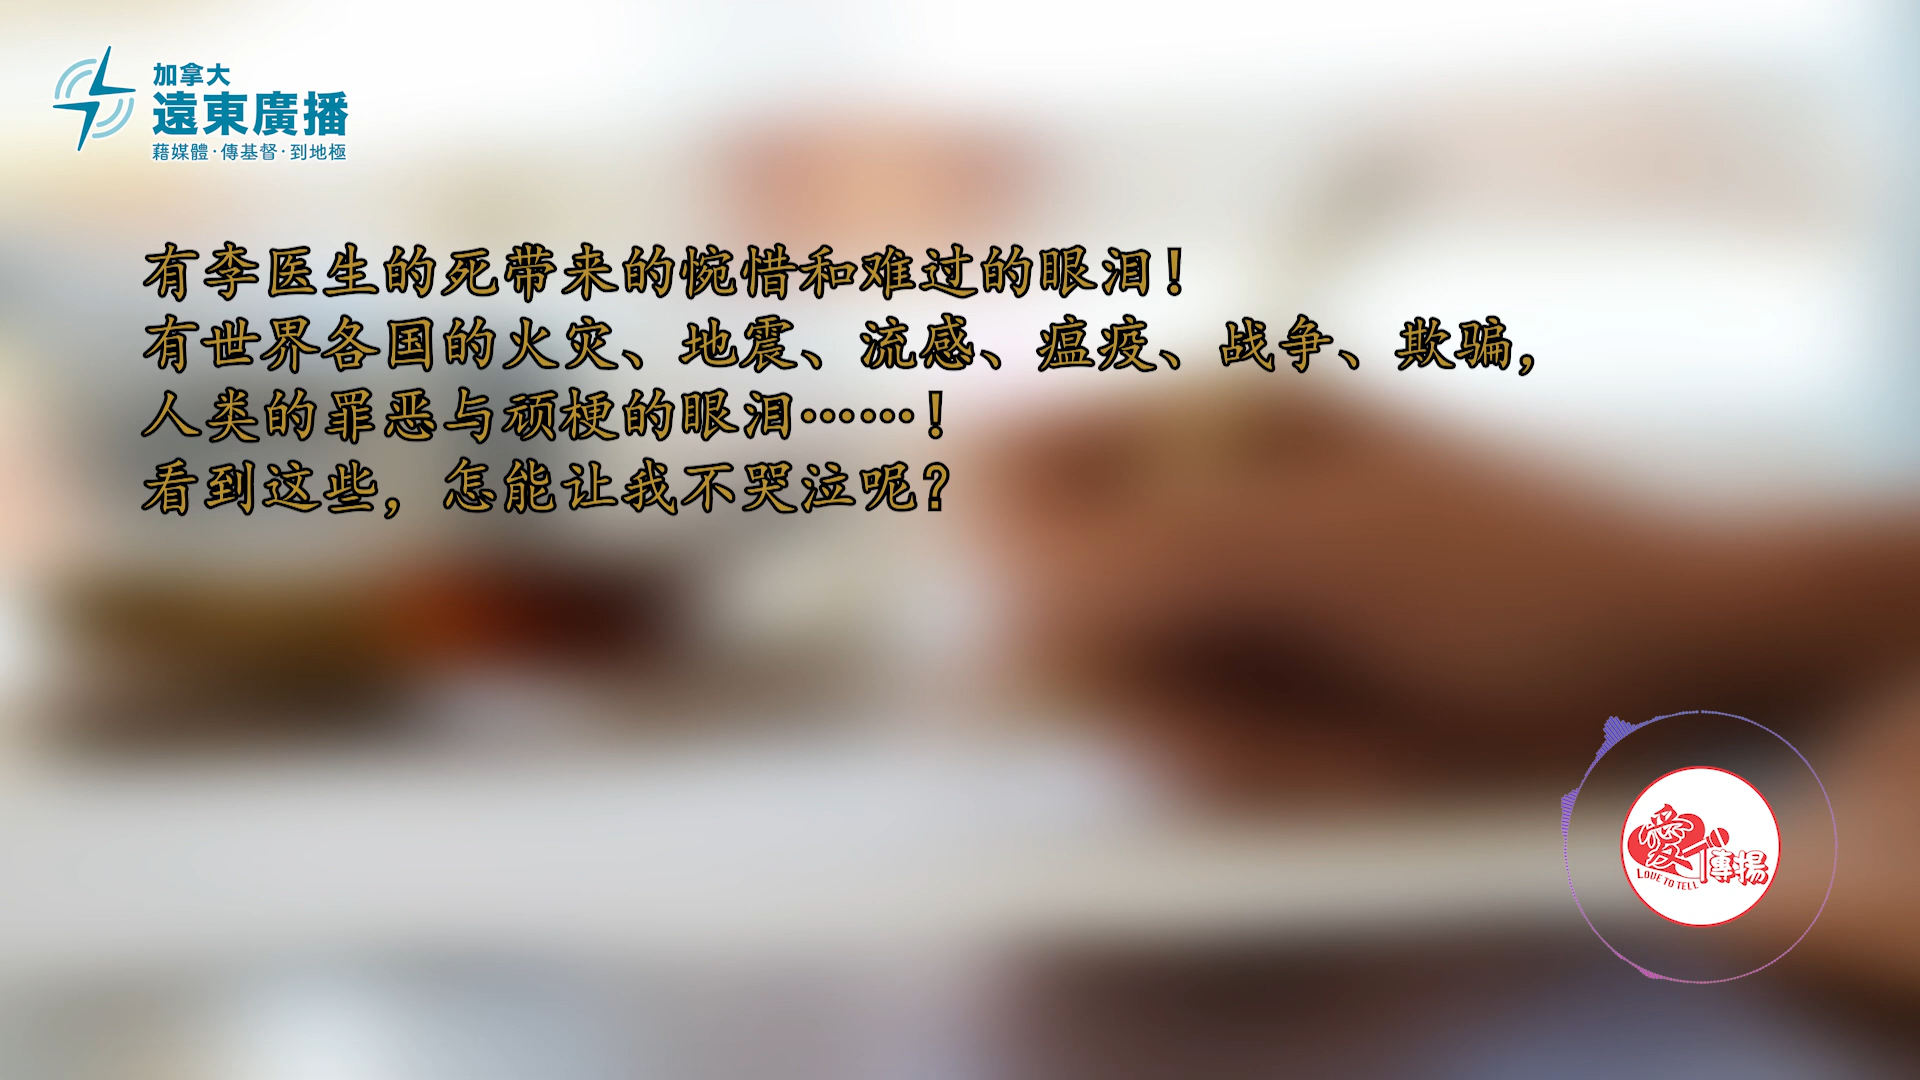 加拿大
遠東廣播
藉媒體·傳基督·到地極
有李医生的死带来的惋惜和难过的眼泪！
有世界各国的火灾、地震、流感、瘟疫、战争、欺骗，
人类的罪恶与顽梗的眼泪……！
看到这些，怎能让我不哭泣呢？
愛傳揚
LOVE TO TELL